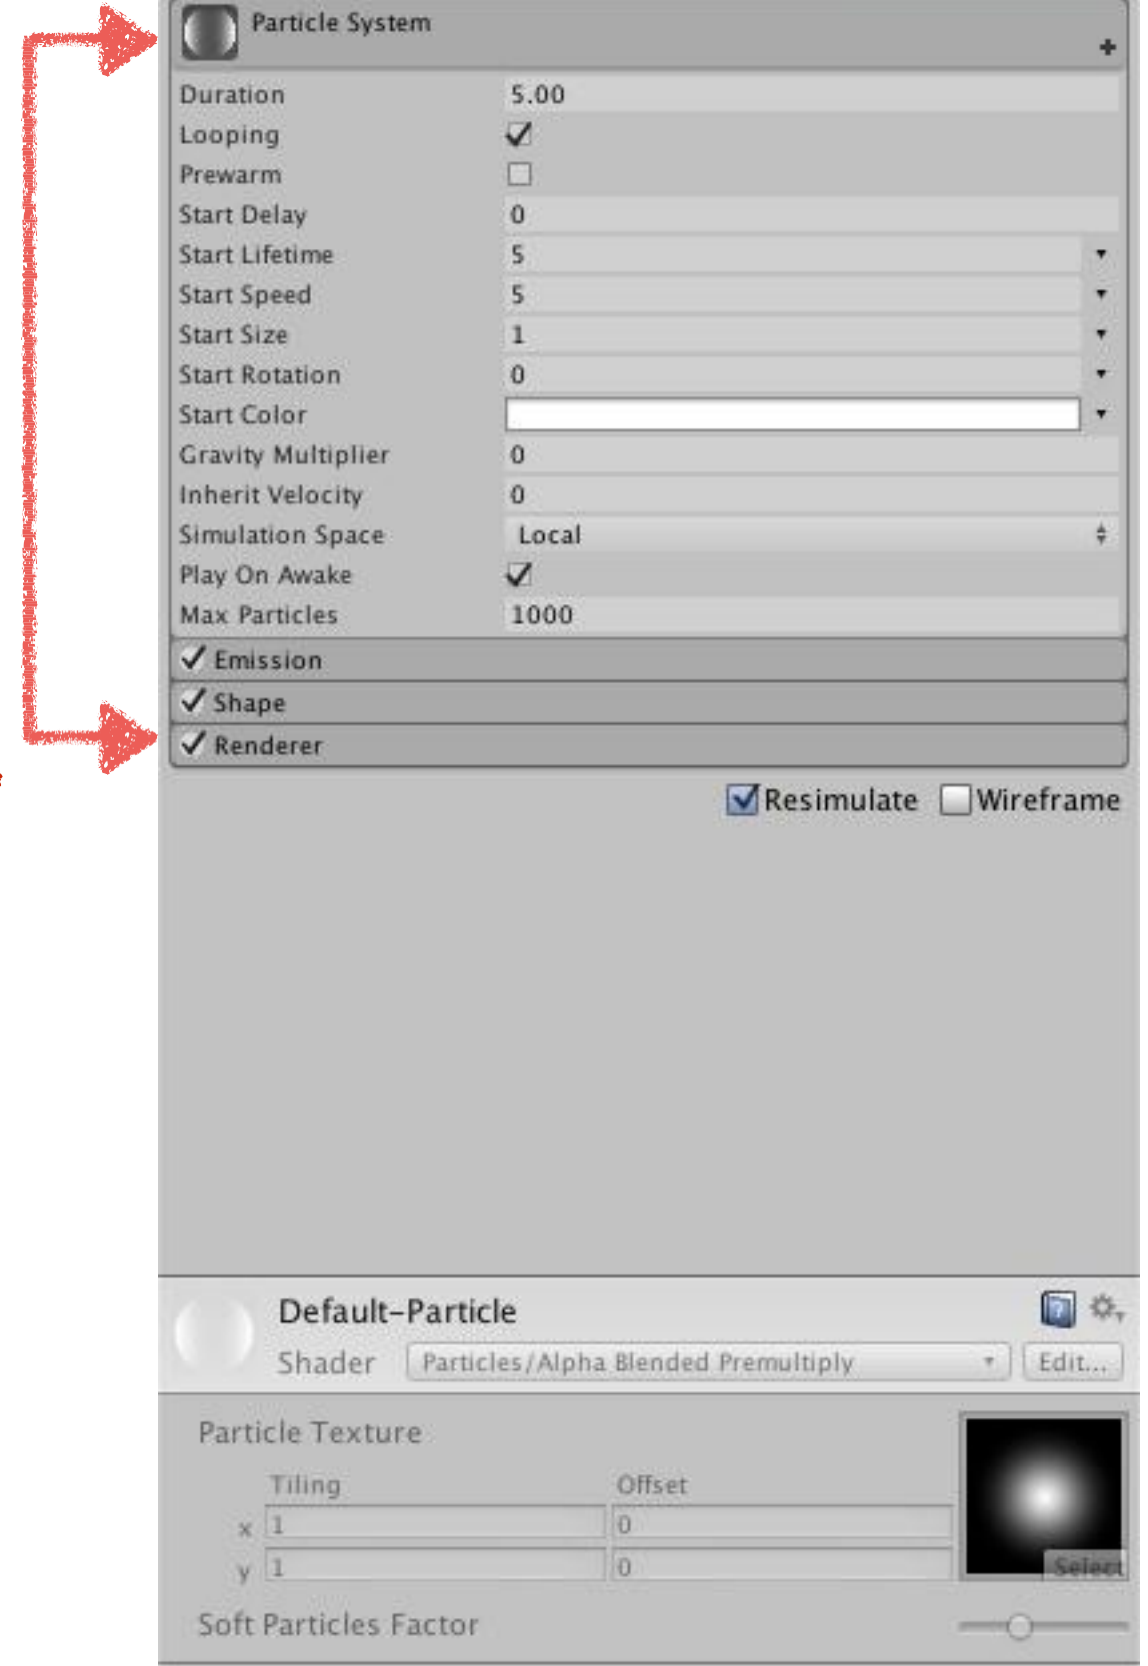 Particle System
Duration 5.00
Looping
Prewarm
Start Delay 0
Start Lifetime 5
Start Speed 5
Start Size 1
Start Rotation 0
Start Color
Gravity Multiplier 0
Inherit Velocity 0
Simulation Space Local
Play On Awake
Max Particles 1000
Emission
Shape
Renderer
Resimulate Wireframe
Default-Particle
Shader Particles/Alpha Blended Premultiply Edit...
Particle Texture
Tiling Offset
x 1 0
y 1 0
Select
Soft Particles Factor